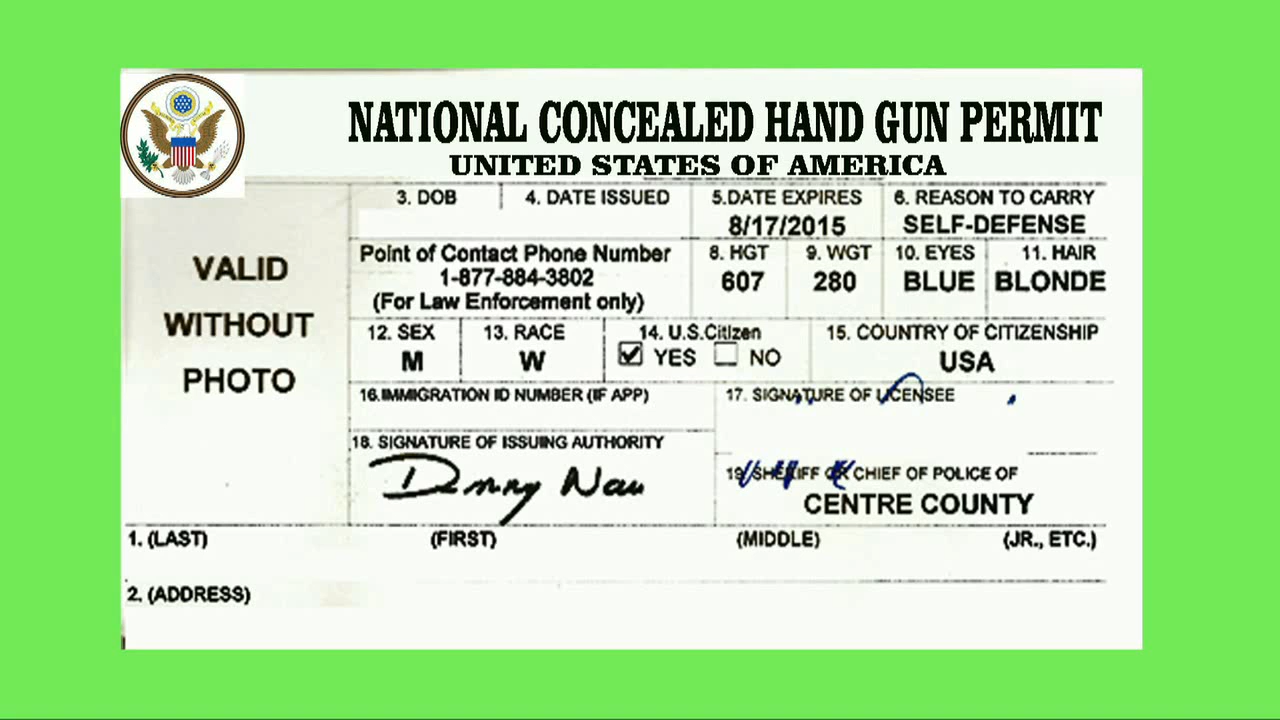 NATIONAL CONCEALED HAND GUN PERMIT
UNITED STATES OF AMERICA
VALID
WITHOUT
PHOTO
3. DOB
4. DATE ISSUED
5.DATE EXPIRES
8/17/2015
6. REASON TO CARRY
SELF-DEFENSE
Point of Contact Phone Number
1-877-884-3802
(For Law Enforcement only)
8. HGT
607
9. WGT
280
10. EYES
BLUE
11. HAIR
BLONDE
12. SEX
M
13. RACE
W
14. U.S.Citizen
YES NO
15. COUNTRY OF CITIZENSHIP
USA
16.IMMIGRATION ID NUMBER (IF APP)
17. SIGNATURE OF LICENSEE
18. SIGNATURE OF ISSUING AUTHORITY
Denny Nau
19. SHERIFF OR CHIEF OF POLICE OF
CENTRE COUNTY
1. (LAST) (FIRST) (MIDDLE) (JR., ETC.)
2. (ADDRESS)